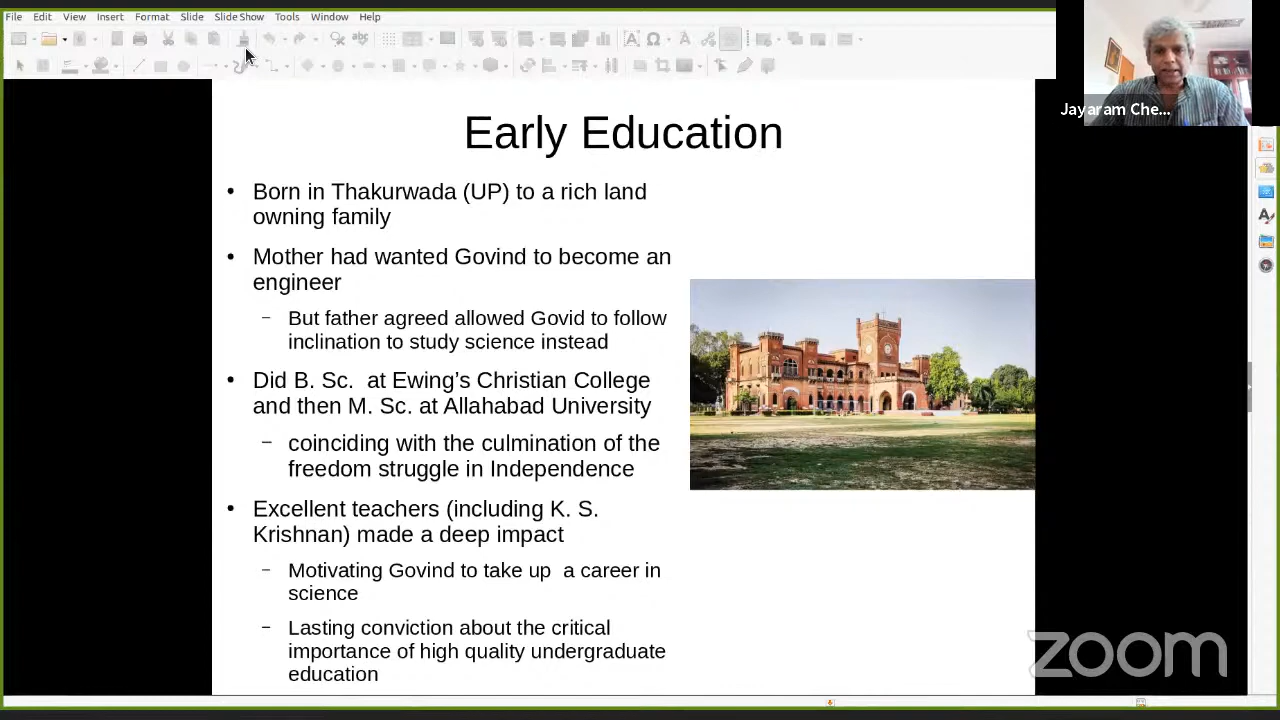 File Edit View Insert Format Slide Slide Show Tools Window Help
Jayaram Che...
Early Education
• Born in Thakurwada (UP) to a rich land
owning family
• Mother had wanted Govind to become an
engineer
– But father agreed allowed Govid to follow
inclination to study science instead
• Did B. Sc. at Ewing’s Christian College
and then M. Sc. at Allahabad University
– coinciding with the culmination of the
freedom struggle in Independence
• Excellent teachers (including K. S.
Krishnan) made a deep impact
– Motivating Govind to take up a career in
science
– Lasting conviction about the critical
importance of high quality undergraduate
education
zoom